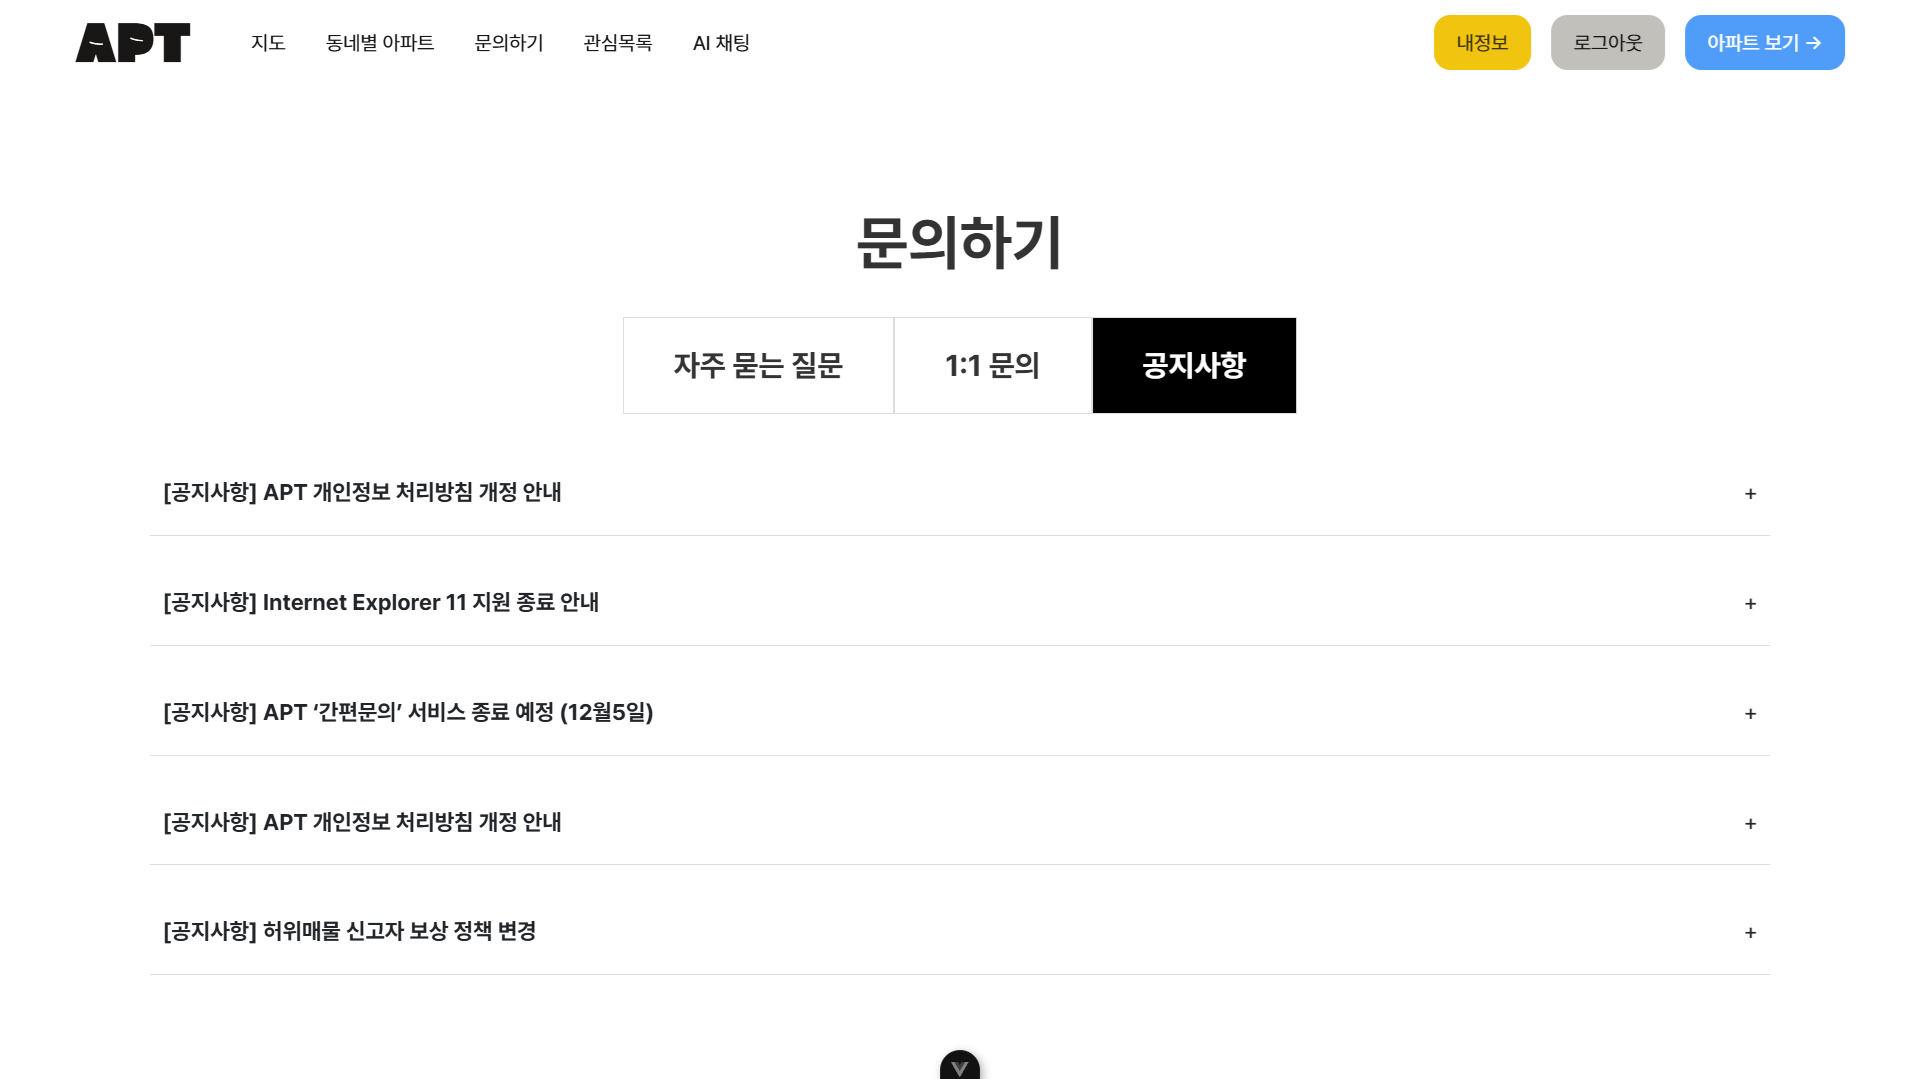 APT
지도
동네별 아파트
문의하기
관심목록
AI 채팅
내정보
로그아웃
아파트 보기 →
문의하기
자주 묻는 질문
1:1 문의
공지사항
[공지사항] APT 개인정보 처리방침 개정 안내 +
[공지사항] Internet Explorer 11 지원 종료 안내 +
[공지사항] APT ‘간편문의’ 서비스 종료 예정 (12월5일) +
[공지사항] APT 개인정보 처리방침 개정 안내 +
[공지사항] 허위매물 신고자 보상 정책 변경 +